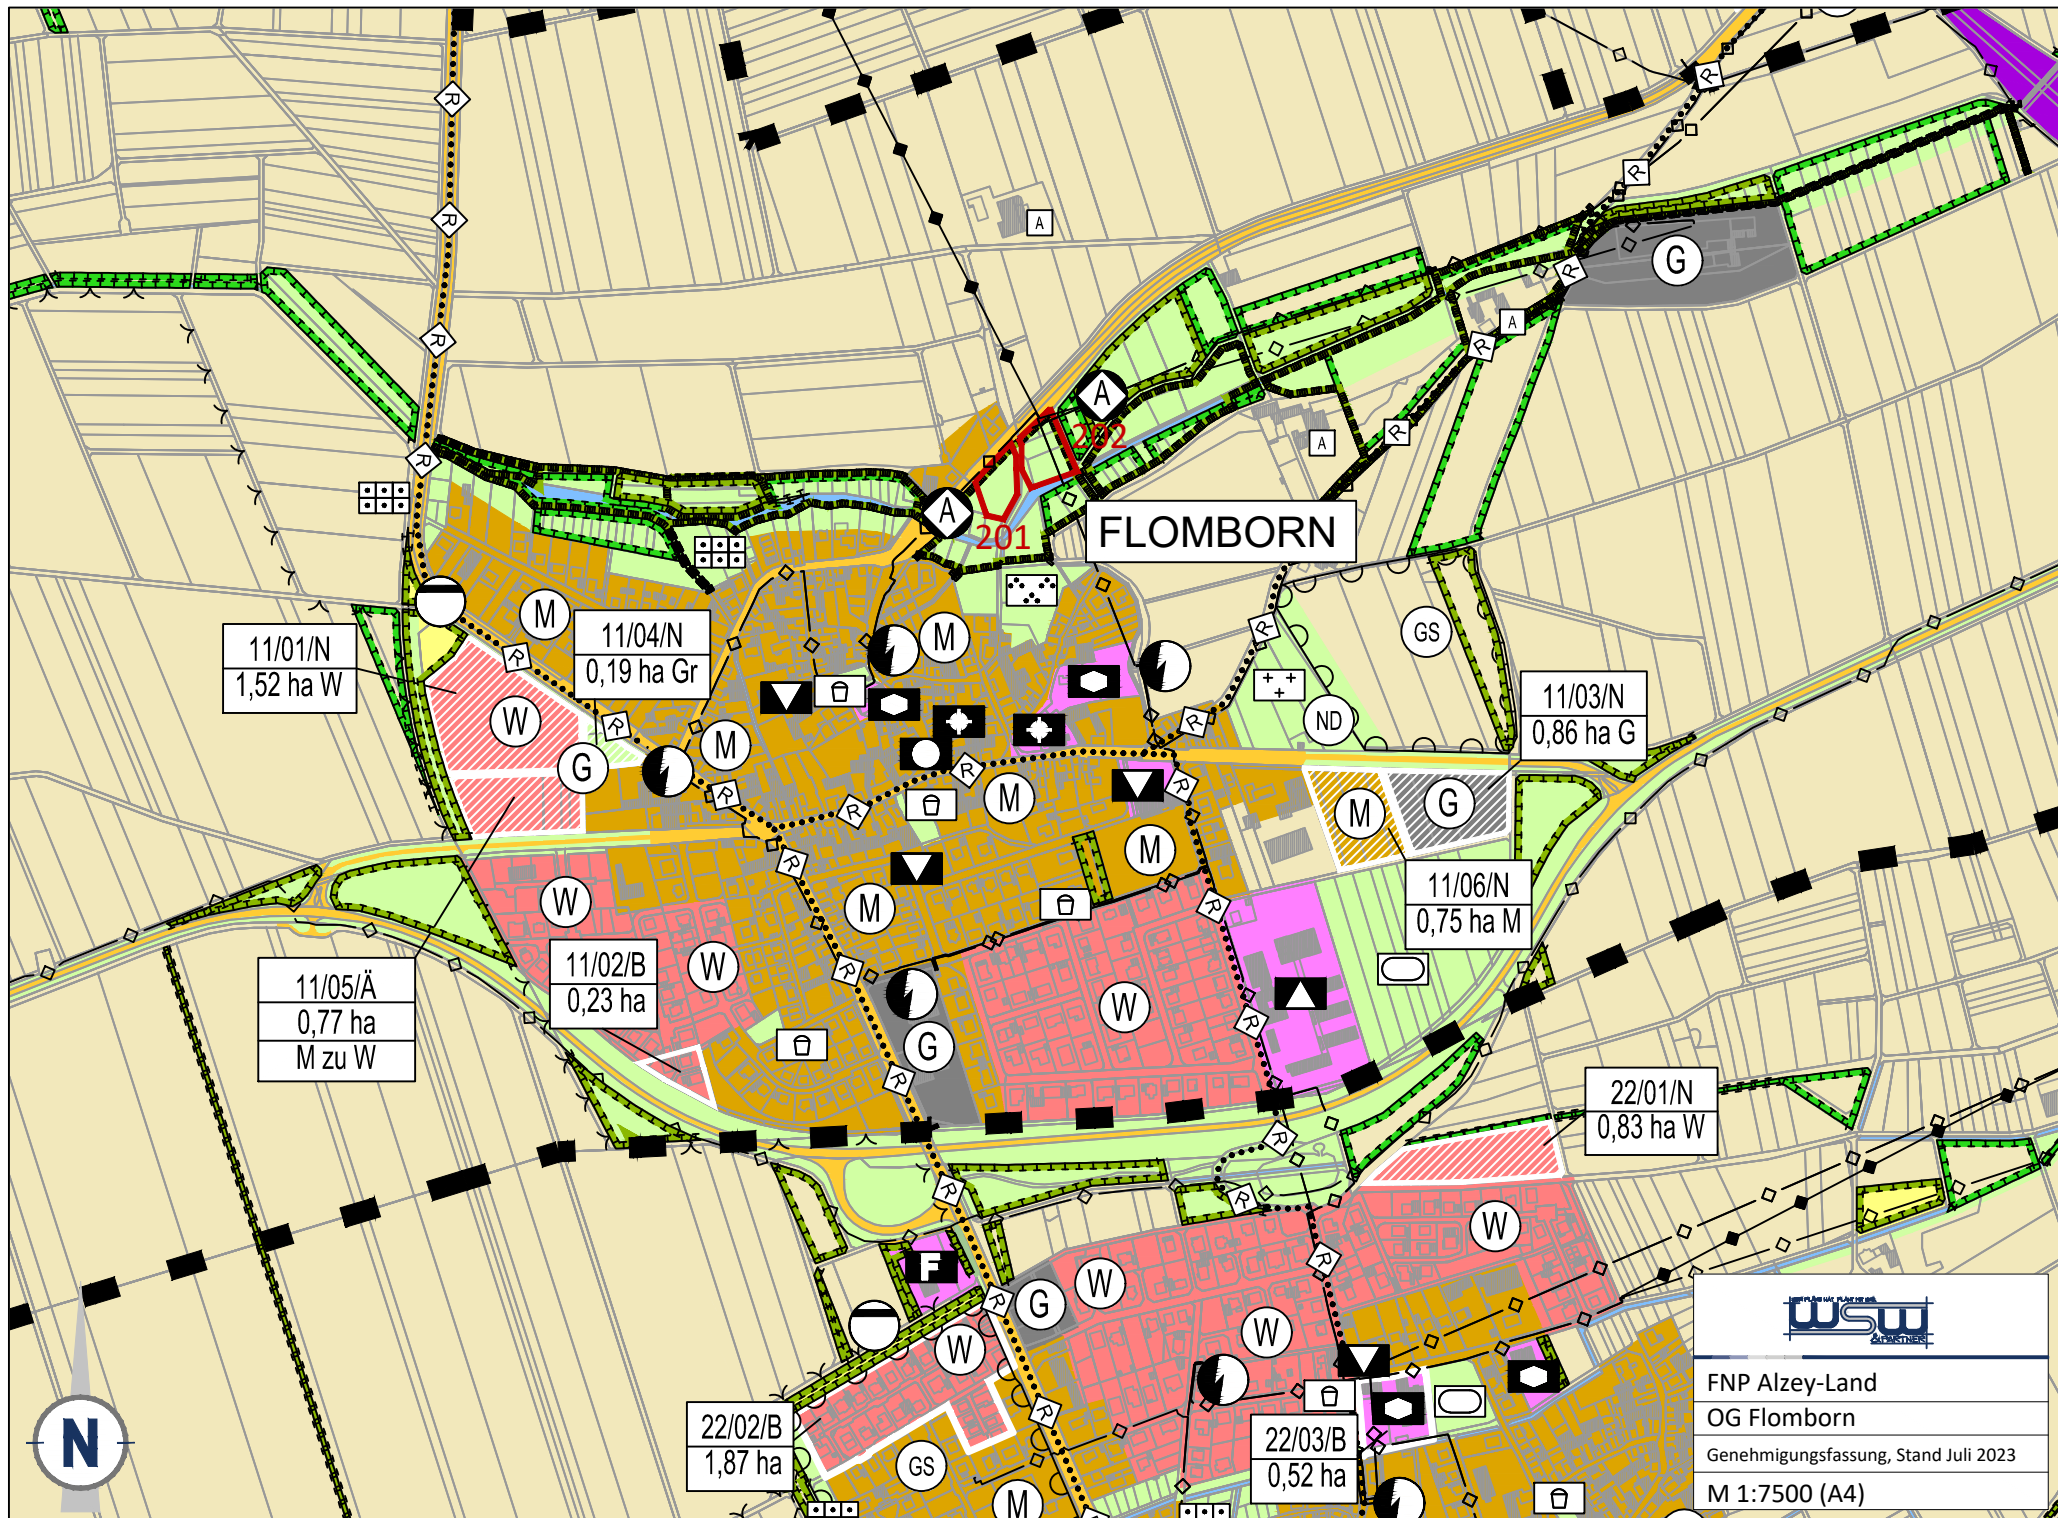 R
R
R
R
R
R
A
A
G
R
A
R
A
R
A
202
201
FLOMBORN
M
M
GS
11/01/N
1,52 ha W
11/04/N
0,19 ha Gr
R
R
W
G
M
R
R
ND
11/03/N
0,86 ha G
R
R
R
M
R
M
G
M
R
R
11/06/N
0,75 ha M
W
M
W
11/02/B
0,23 ha
11/05/Ä
0,77 ha
M zu W
R
R
W
G
R
R
R
22/01/N
0,83 ha W
R
R
W
R
F
W
R
G
W
W
22/02/B
1,87 ha
GS
R
M
22/03/B
0,52 ha
N
WSW
& PARTNER
FNP Alzey-Land
OG Flomborn
Genehmigungsfassung, Stand Juli 2023
M 1:7500 (A4)